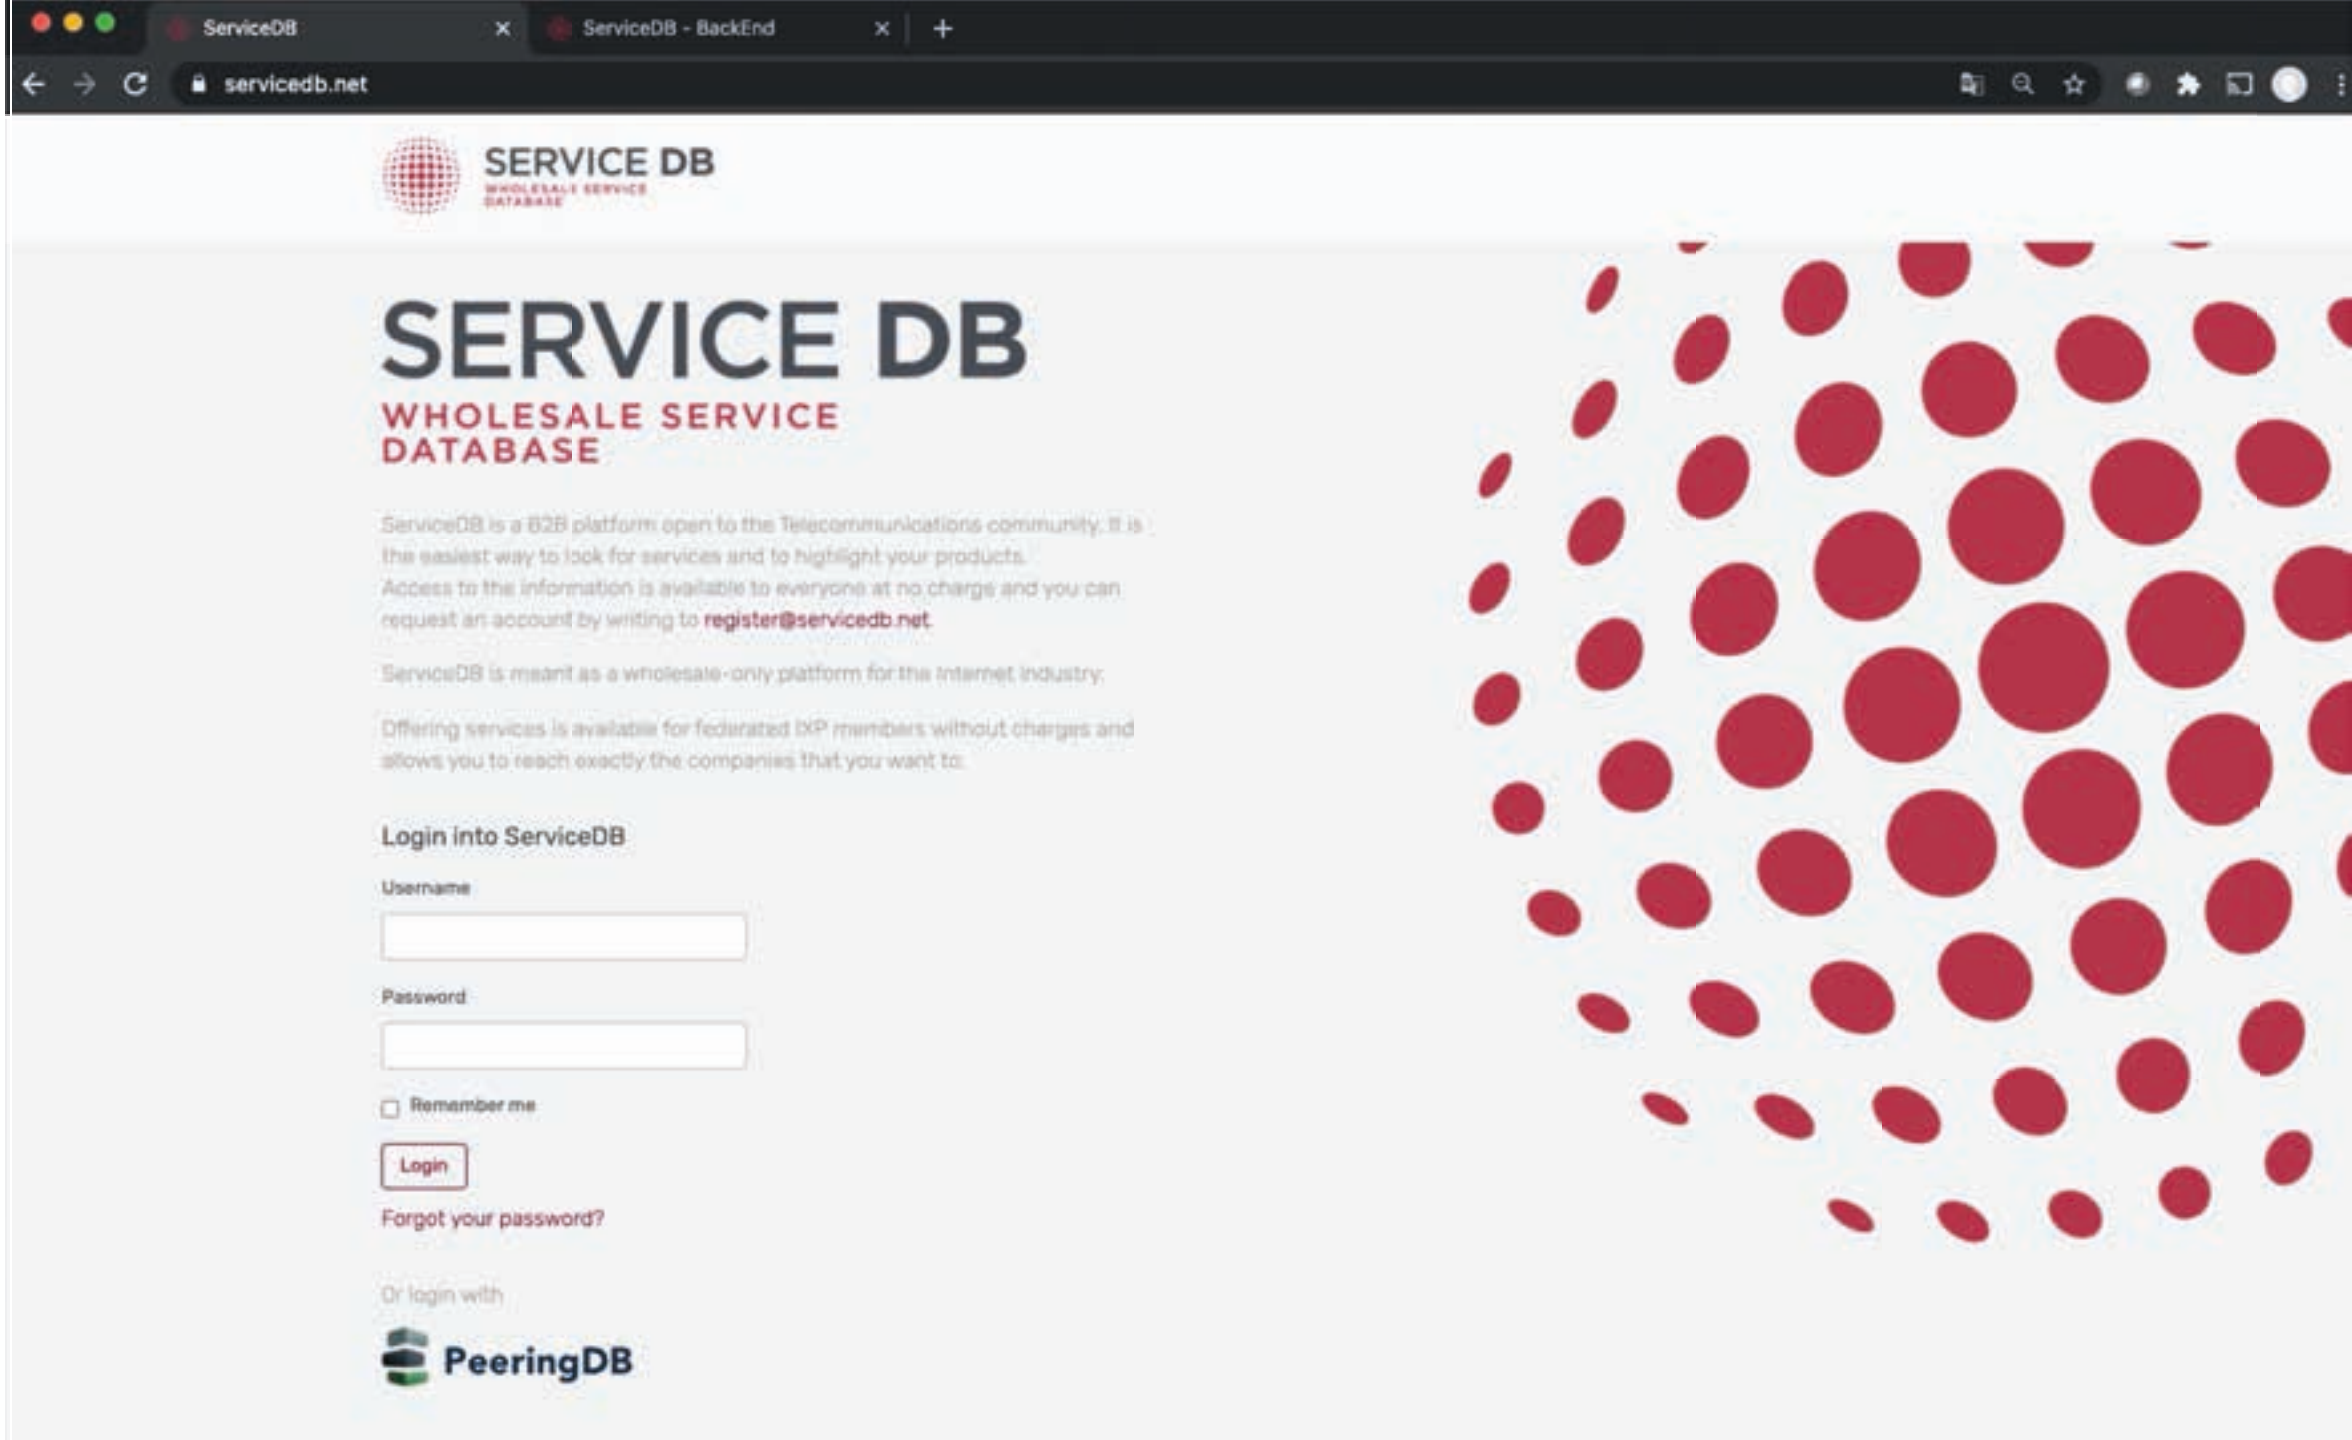 ServiceDB
ServiceDB - BackEnd
servicedb.net
SERVICE DB
WHOLESALE SERVICE
DATABASE
SERVICE DB
WHOLESALE SERVICE
DATABASE
ServiceDB is a B2B platform open to the Telecommunications community. It is
the easiest way to look for services and to highlight your products.
Access to the information is available to everyone at no charge and you can
request an account by writing to register@servicedb.net.
ServiceDB is meant as a wholesale-only platform for the Internet industry.
Offering services is available for federated IXP members without charges and
allows you to reach exactly the companies that you want to.
Login into ServiceDB
Username
Password
Remember me
Login
Forgot your password?
Or login with
PeeringDB